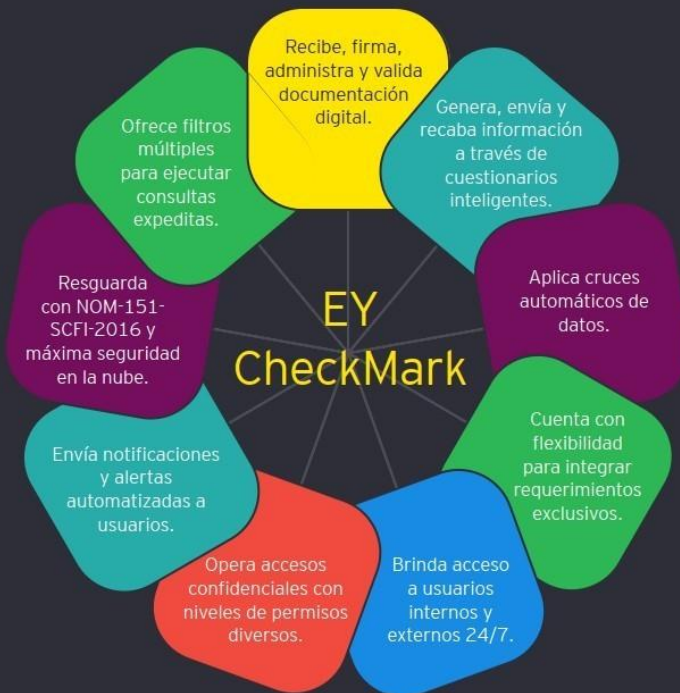 Recibe, firma,
administra y valida
documentación
digital.
Genera, envía y
recaba información
a través de
cuestionarios
inteligentes.
Aplica cruces
automáticos de
datos.
Cuenta con
flexibilidad
para integrar
requerimientos
exclusivos.
Brinda acceso
a usuarios
internos y
externos 24/7.
Opera accesos
confidenciales con
niveles de permisos
diversos.
Envía notificaciones
y alertas
automatizadas a
usuarios.
Resguarda
con NOM-151-
SCFI-2016 y
máxima seguridad
en la nube.
Ofrece filtros
múltiples
para ejecutar
consultas
expeditas.
EY
CheckMark